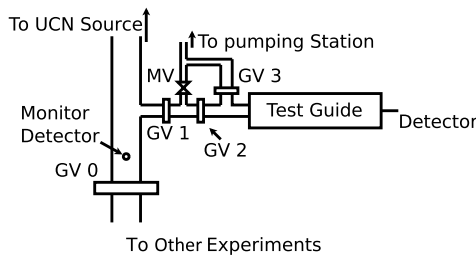 To UCN Source
To pumping Station
MV
GV 3
Test Guide
Monitor
Detector
GV 1
Detector
GV 2
GV 0
To Other Experiments